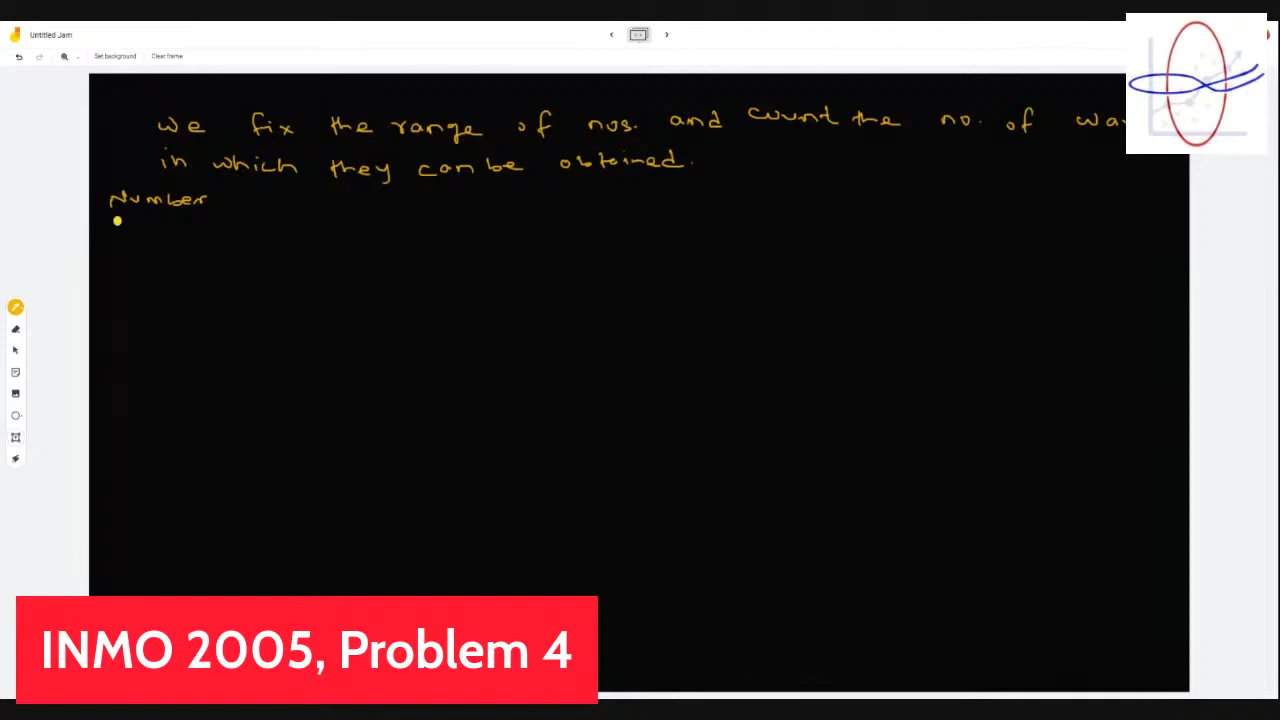 Untitled Jam
Set background
Clear frame
We fix the range of nos. and count the no. of
in which they can be obtained.
Number
INMO 2005, Problem 4